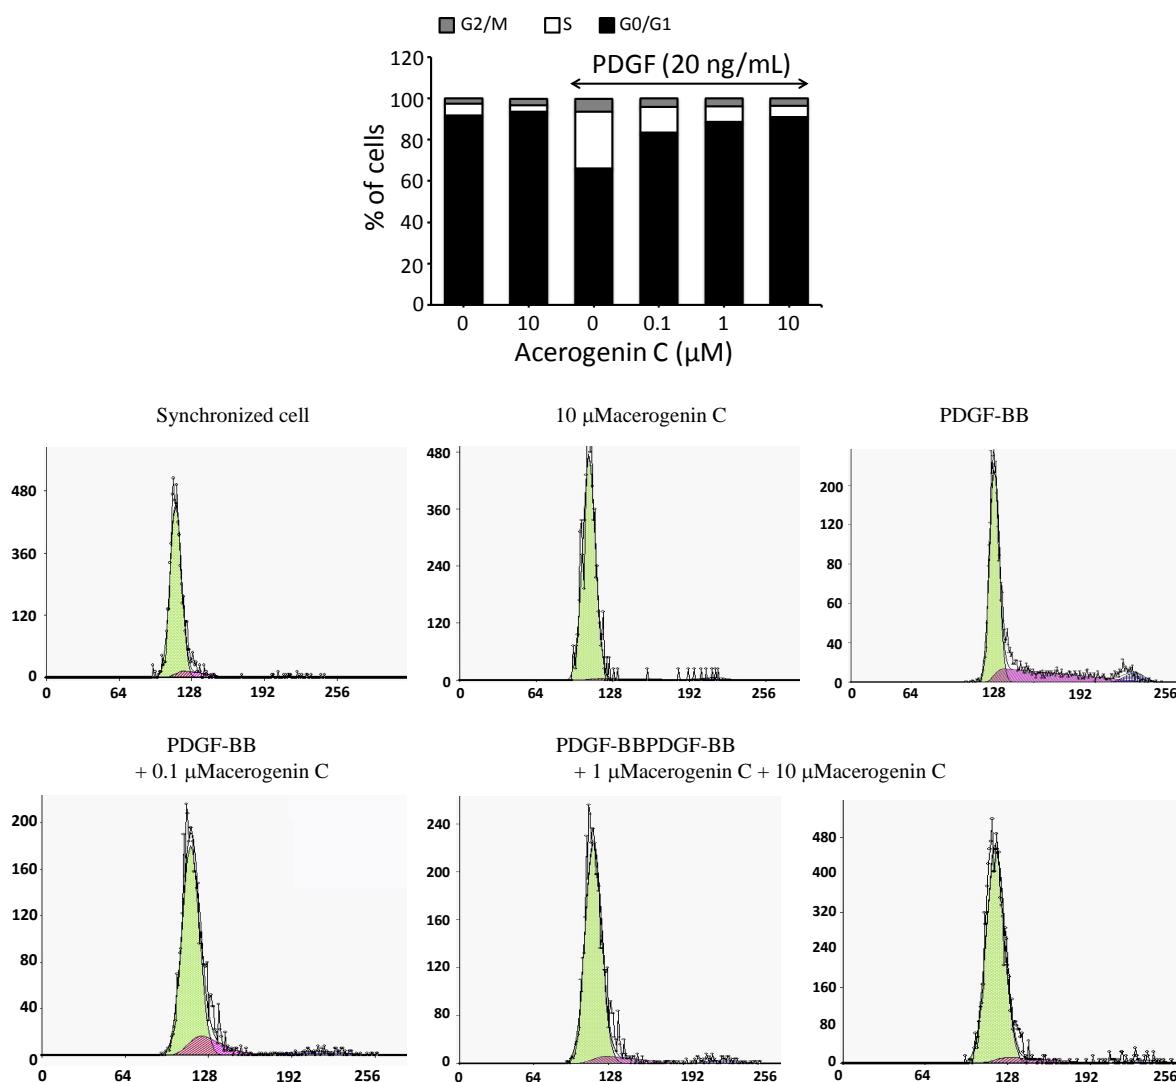 G2/M S G0/G1
120
100
80
60
40
20
0
% of cells
PDGF (20 ng/mL)
0 10 0 0.1 1 10
Acerogenin C (µM)
Synchronized cell
480
360
120
0
0 64 128 192 256
10 µMacerogenin C
480
360
240
120
0
0 64 128 192 256
PDGF-BB
200
120
80
60
40
0
0 64 128 192 256
PDGF-BB
+ 0.1 µMacerogenin C
200
160
120
80
40
0
0 64 128 192 256
PDGF-BBPDGF-BB
+ 1 µMacerogenin C + 10 µMacerogenin C
240
200
160
120
80
0
0 64 128 192 256
480
400
320
240
160
80
0
0 64 128 192 256